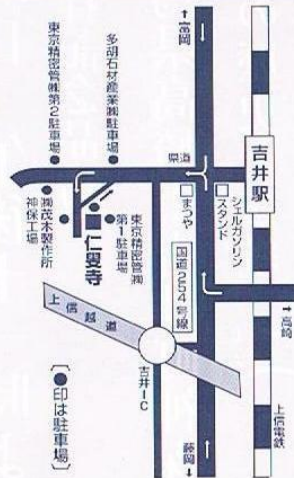 吉井駅
上信電鉄
←富岡
高崎→
シェルガソリン
スタンド
まつや
県道
国道254号線
藤岡→
多胡石材産業㈱駐車場
東京精密管㈱第2駐車場
東京精密管㈱
第1駐車場
仁叟寺
㈱茂木製作所
神保工場
上信越道
吉井IC
(●印は駐車場)